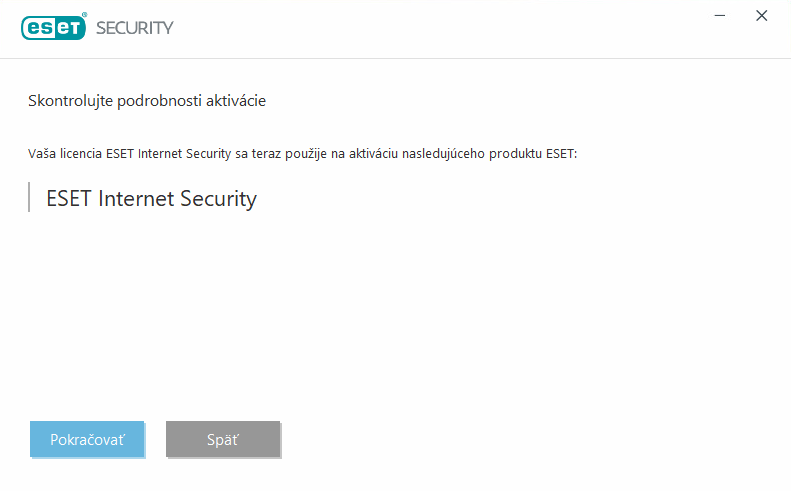 eset® SECURITY
Skontrolujte podrobnosti aktivácie
Vaša licencia ESET Internet Security sa teraz použije na aktiváciu nasledujúceho produktu ESET:
ESET Internet Security
Pokračovať Späť